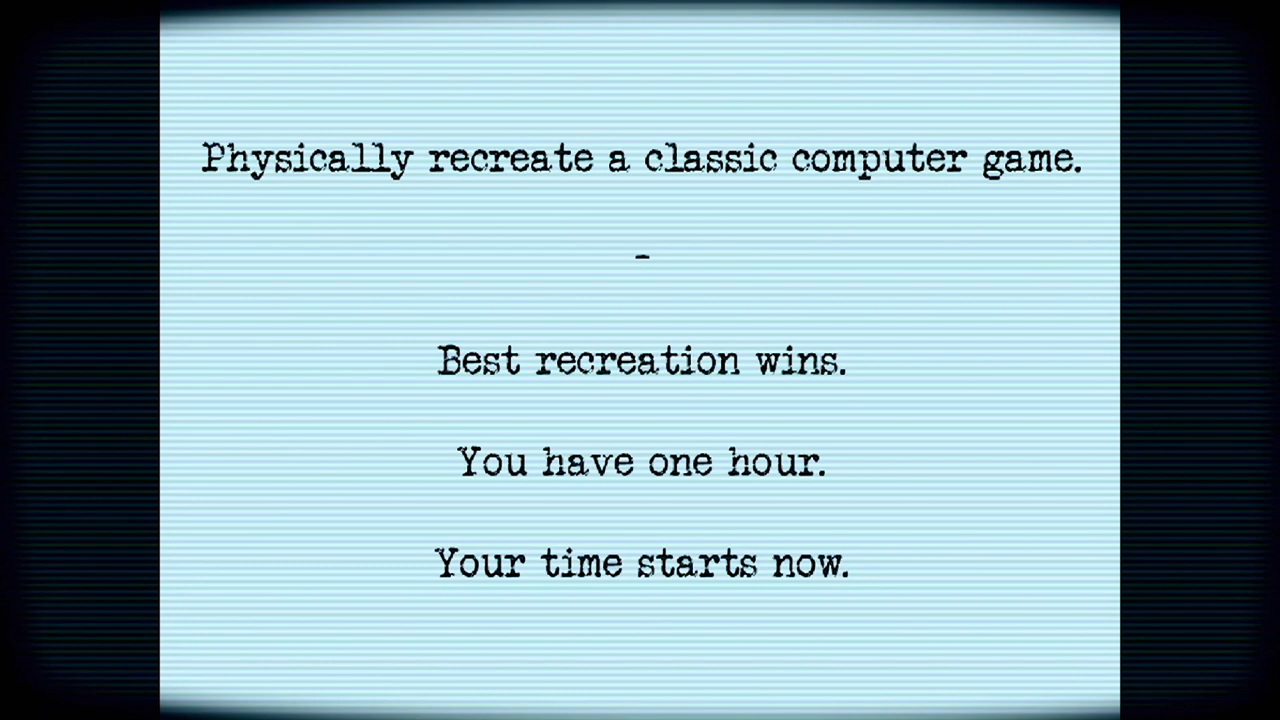 Physically recreate a classic computer game.
-
Best recreation wins.
You have one hour.
Your time starts now.